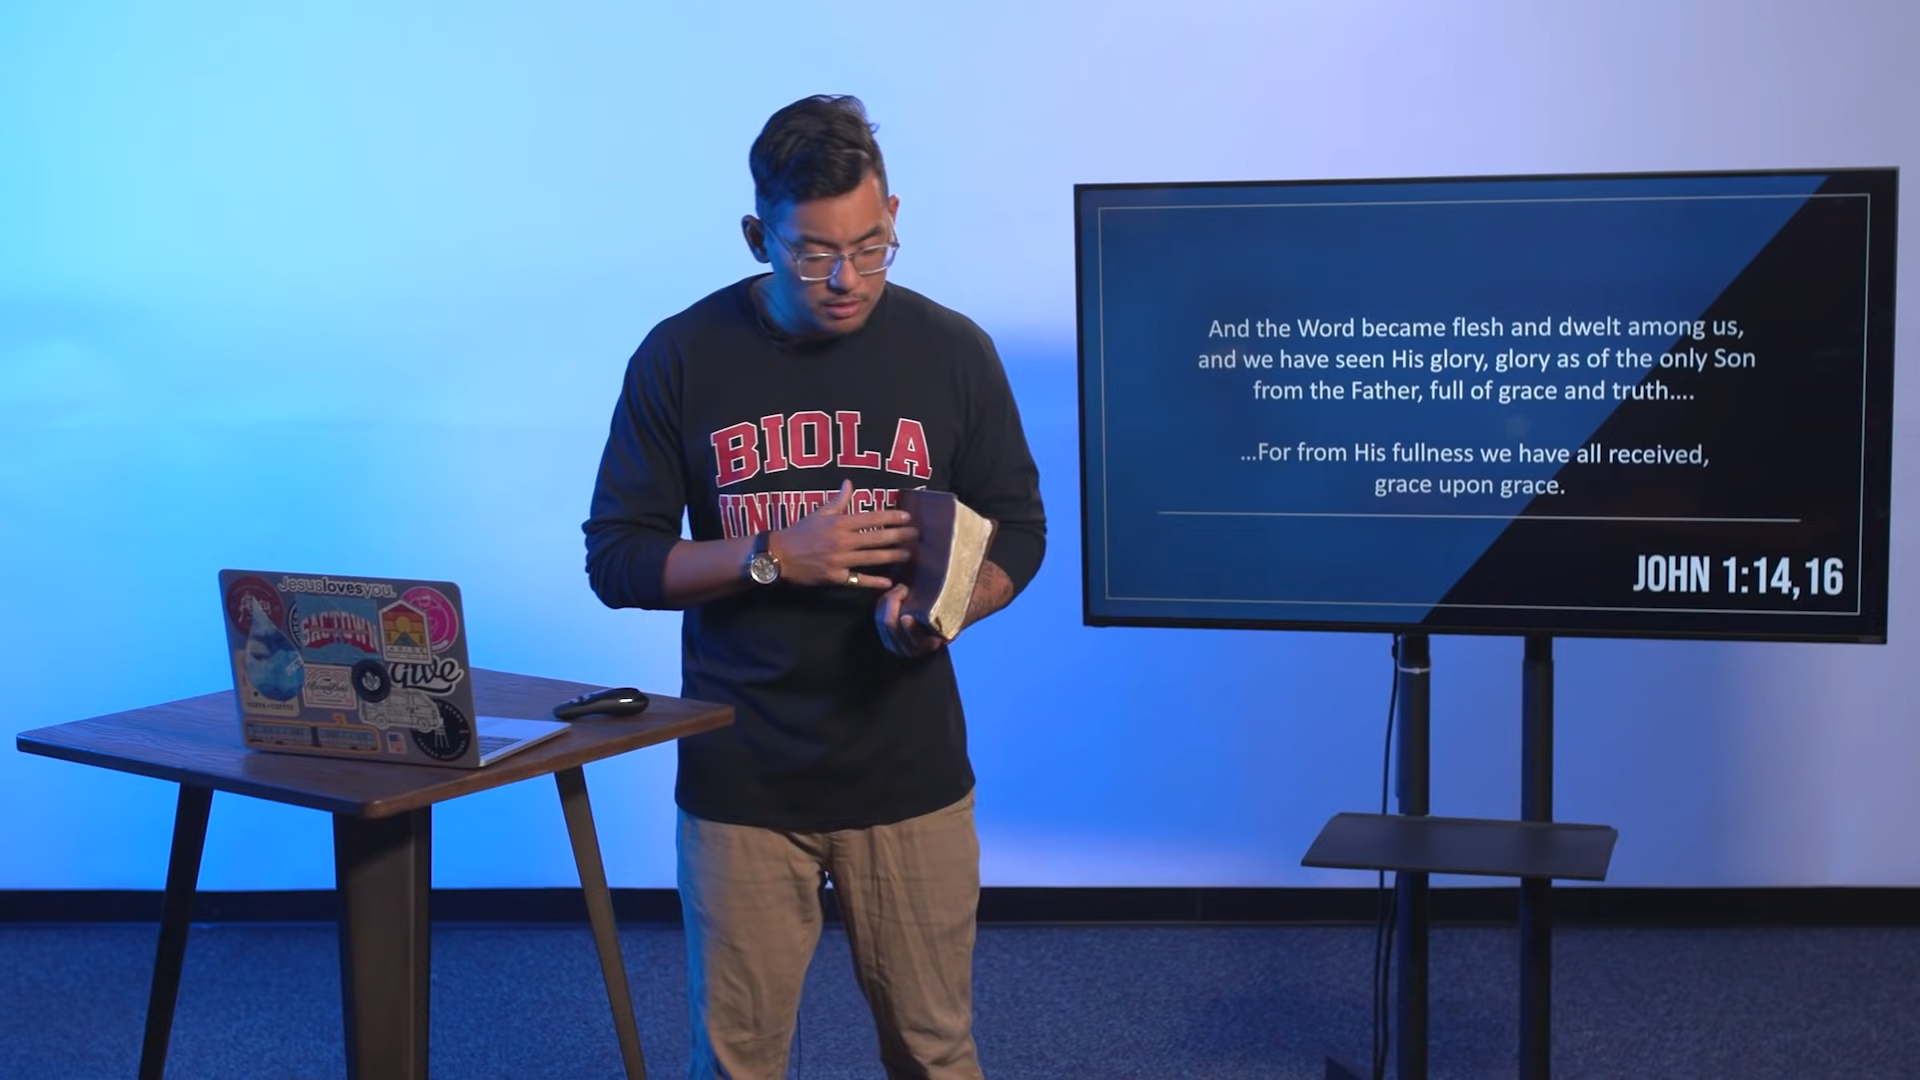 BIOLA
UNIVERSITY
And the Word became flesh and dwelt among us,
and we have seen His glory, glory as of the only Son
from the Father, full of grace and truth....
...For from His fullness we have all received,
grace upon grace.
JOHN 1:14,16
Jesuslovesyou.
SACTOWN
Give